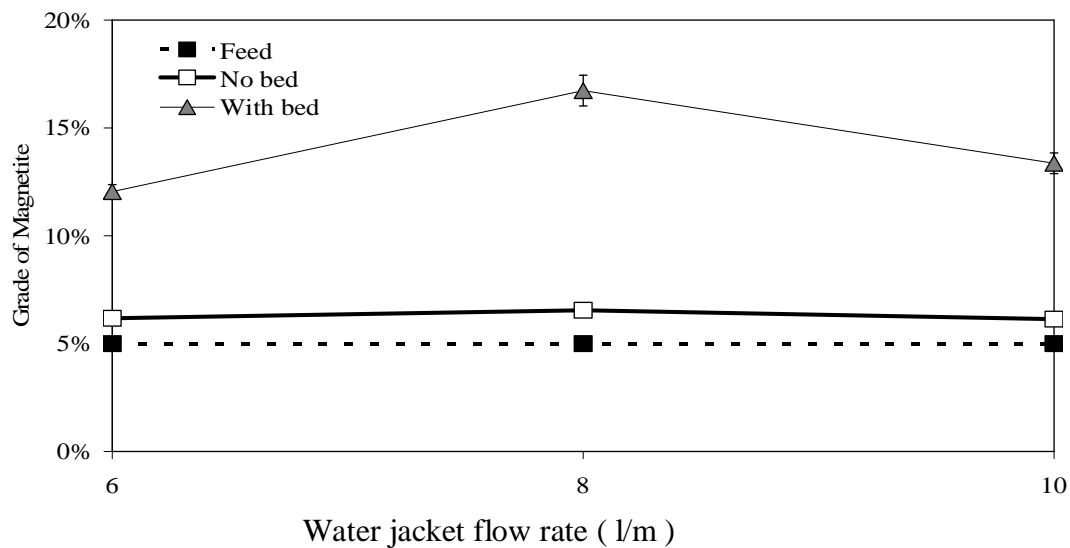 20%
15%
10%
5%
0%
Grade of Magnetite
Feed
No bed
With bed
6 8 10
Water jacket flow rate ( l/m )